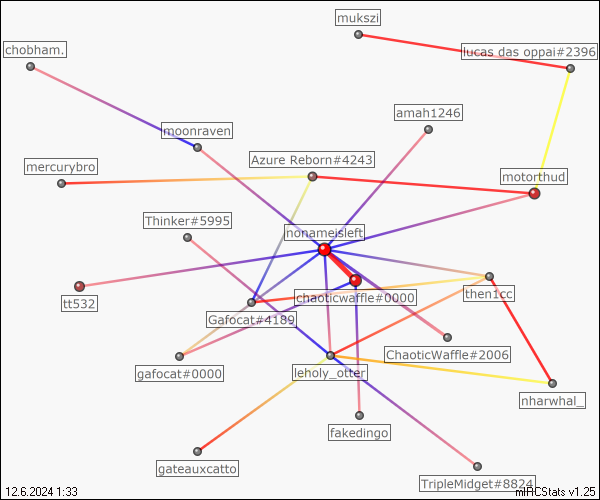 mukszi
chobham.
lucas das oppai#2396
amah1246
moonraven
Azure Reborn#4243
mercurybro
motorthud
Thinker#5995
nonameisleft
tt532
chaoticwaffle#0000
then1cc
Gafocat#4189
ChaoticWaffle#2006
gafocat#0000
leholy_otter
nharwhal_
fakedingo
gateauxcatto
TripleMidget#8824
12.6.2024 1:33
mIRCStats v1.25